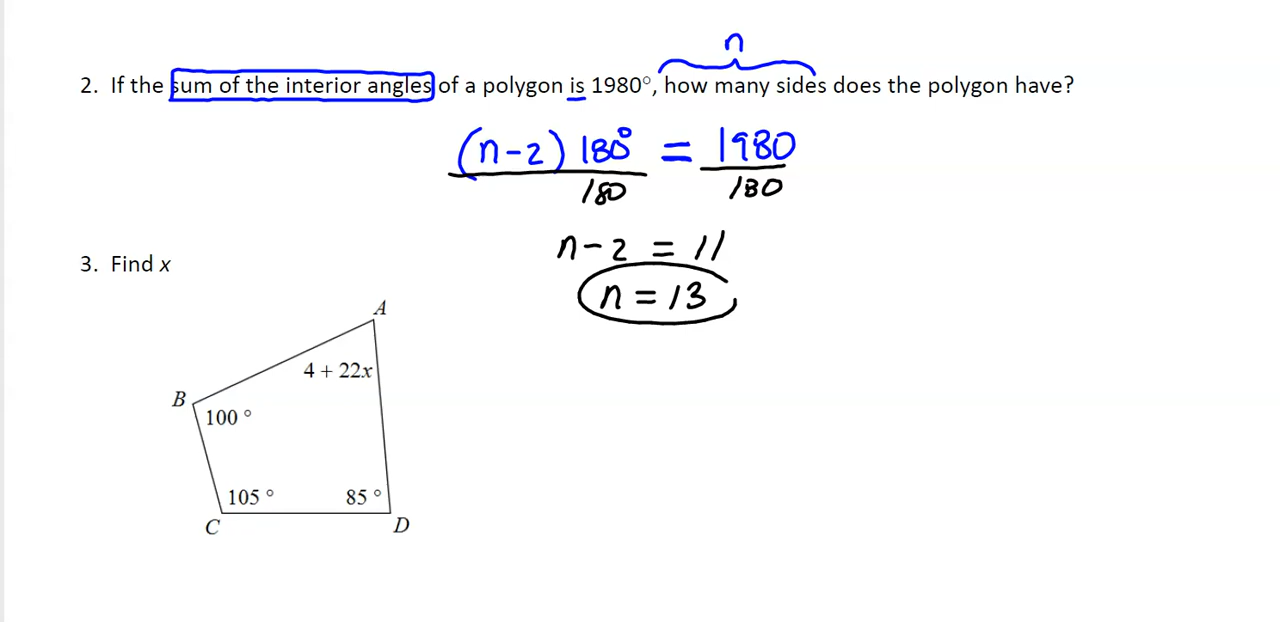 n
2. If the sum of the interior angles of a polygon is 1980°, how many sides does the polygon have?
(n-2) 180° = 1980
180 180
n-2 = 11
3. Find x
n = 13
A
4 + 22x
B
100 °
105 ° 85 °
C D